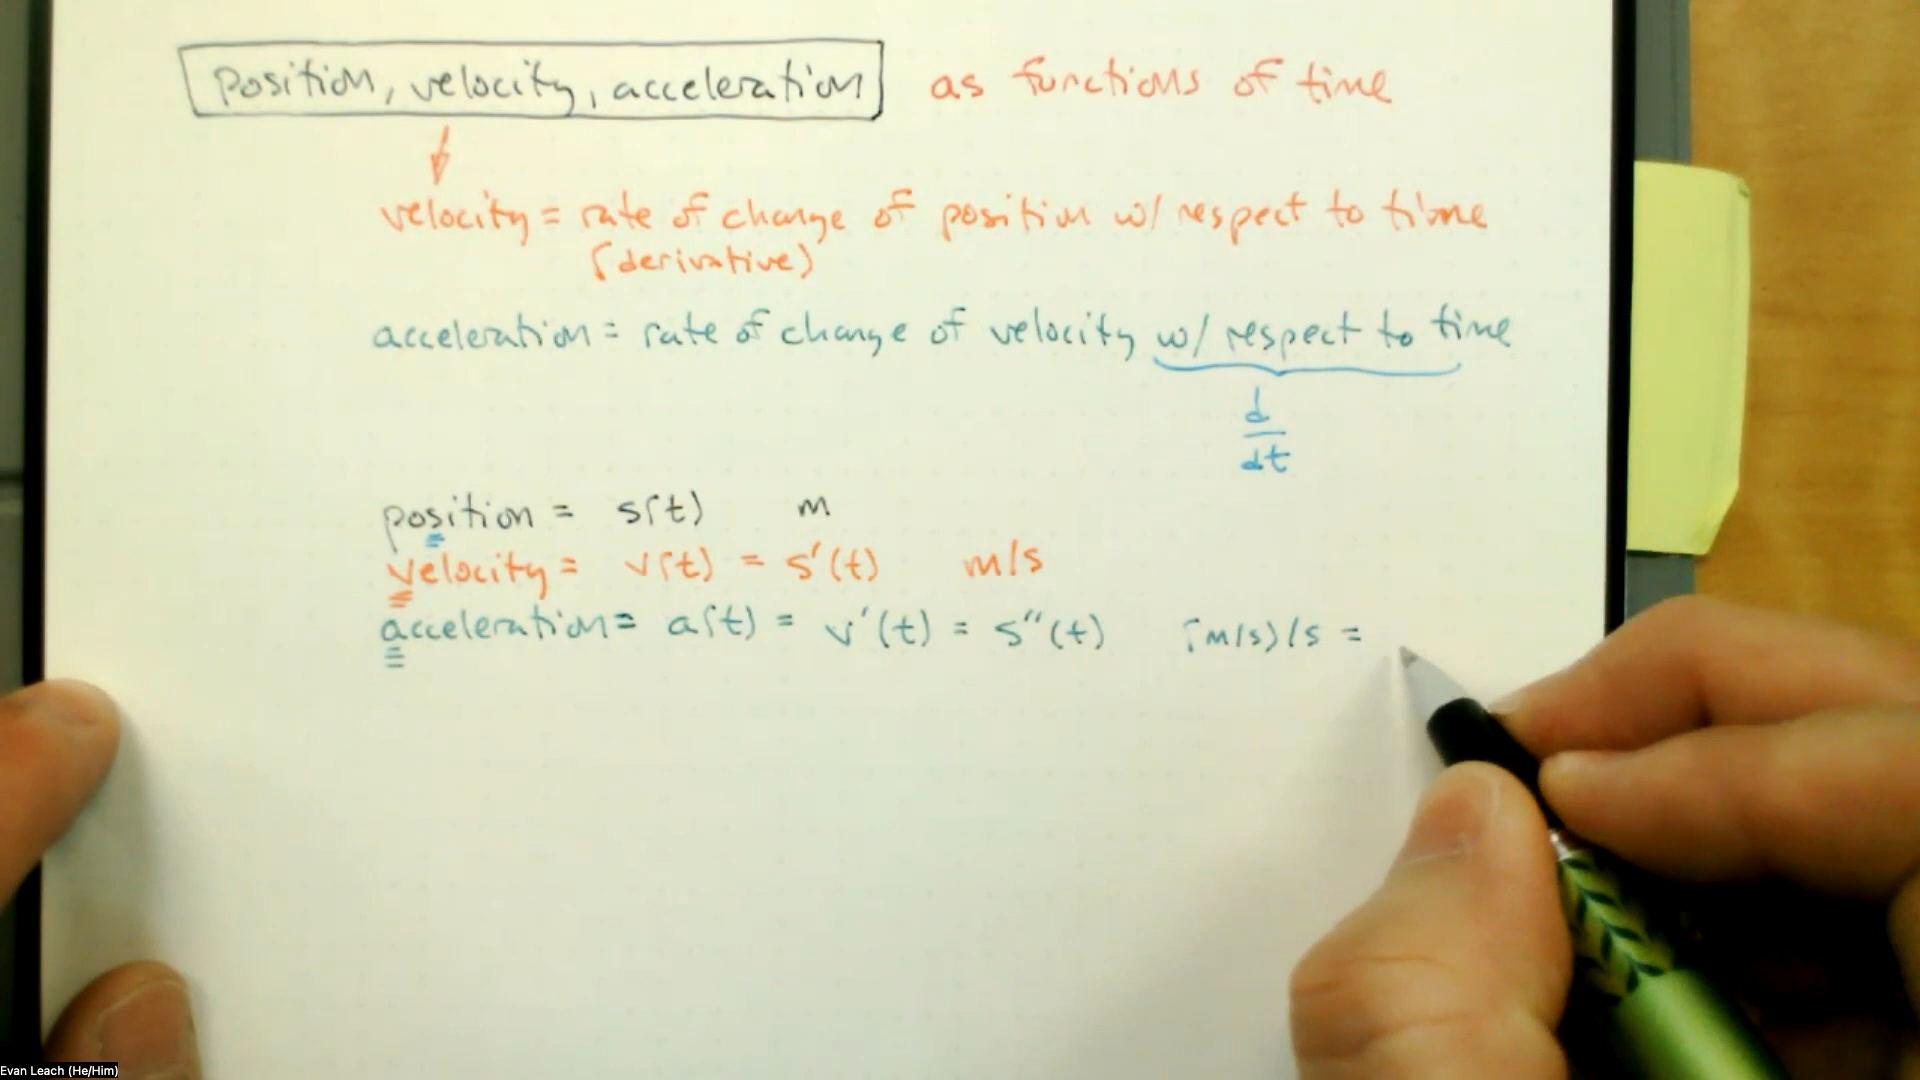 position, velocity, acceleration as functions of time
velocity = rate of change of position w/ respect to time
(derivative)
acceleration = rate of change of velocity w/ respect to time
d
dt
position = s(t) m
velocity = v(t) = s'(t) m/s
acceleration = a(t) = v'(t) = s''(t) (m/s)/s =
Evan Leach (He/Him)